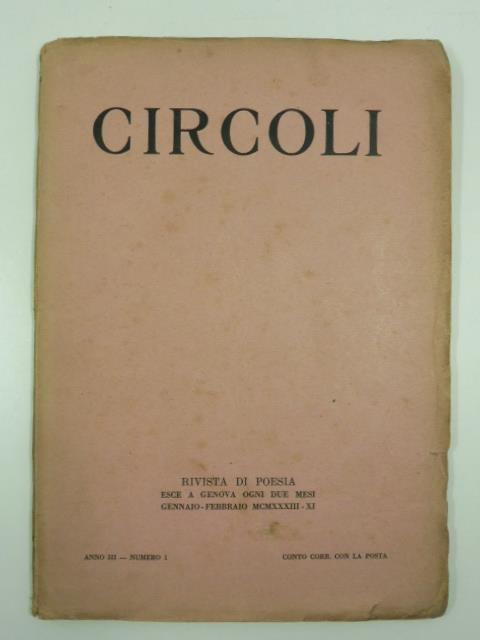 CIRCOLI
RIVISTA DI POESIA
ESCE A GENOVA OGNI DUE MESI
GENNAIO-FEBBRAIO MCMXXXIII-XI
ANNO III — NUMERO 1 CONTO CORR. CON LA POSTA